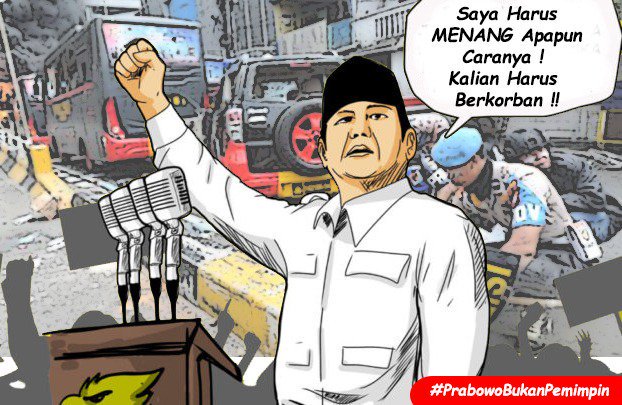 Saya Harus
MENANG Apapun
Caranya !
Kalian Harus
Berkorban !!
#PrabowoBukanPemimpin